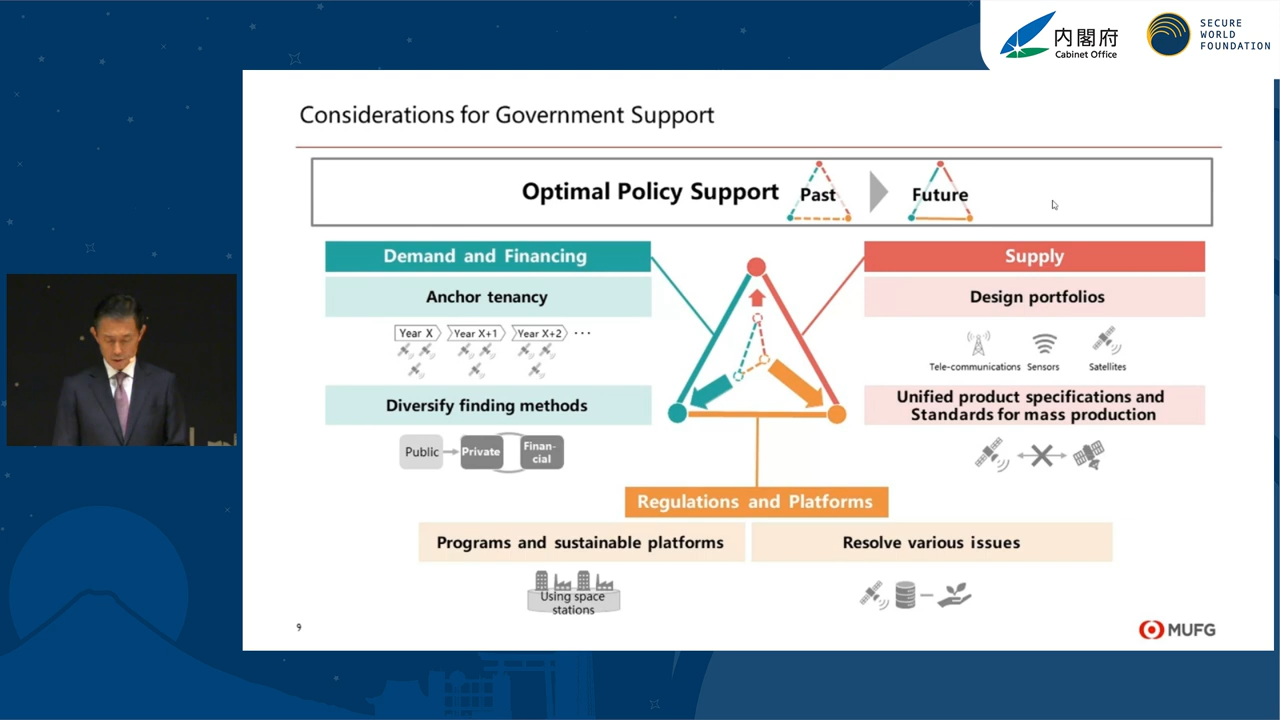 内閣府
Cabinet Office
SECURE
WORLD
FOUNDATION
Considerations for Government Support
Optimal Policy Support
Past
Future
Demand and Financing
Anchor tenancy
Year X
Year X+1
Year X+2
...
Diversify finding methods
Public
Private
Finan-
cial
Supply
Design portfolios
Tele-communications
Sensors
Satellites
Unified product specifications and
Standards for mass production
Regulations and Platforms
Programs and sustainable platforms
Using space
stations
Resolve various issues
9
MUFG